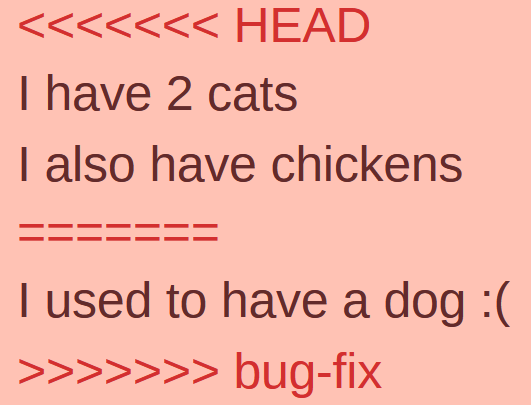 <<<<<<< HEAD
I have 2 cats
I also have chickens
=======
I used to have a dog :(
>>>>>>> bug-fix